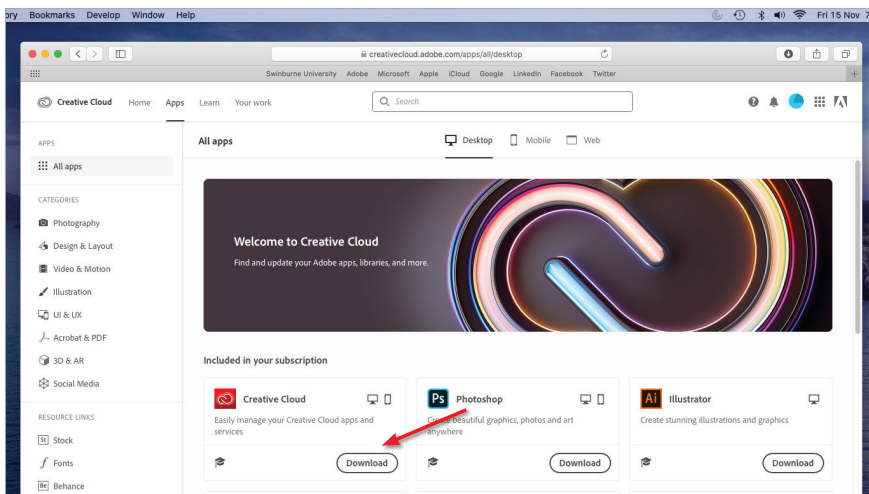 ory Bookmarks Develop Window Help Fri 15 Nov 7
creativecloud.adobe.com/apps/all/desktop
Swinburne University Adobe Microsoft Apple iCloud Google Linkedin Facebook Twitter
Creative Cloud Home Apps Learn Your work Search
APPS
All apps
CATEGORIES
Photography
Design & Layout
Video & Motion
Illustration
UI & UX
Acrobat & PDF
3D & AR
Social Media
RESOURCE LINKS
St Stock
f Fonts
Be Behance
All apps Desktop Mobile Web
Welcome to Creative Cloud
Find and update your Adobe apps, libraries, and more.
Included in your subscription
Creative Cloud
Easily manage your Creative Cloud apps and
services
Download
Ps Photoshop
Create beautiful graphics, photos and art
anywhere
Download
Ai Illustrator
Create stunning illustrations and graphics
Download